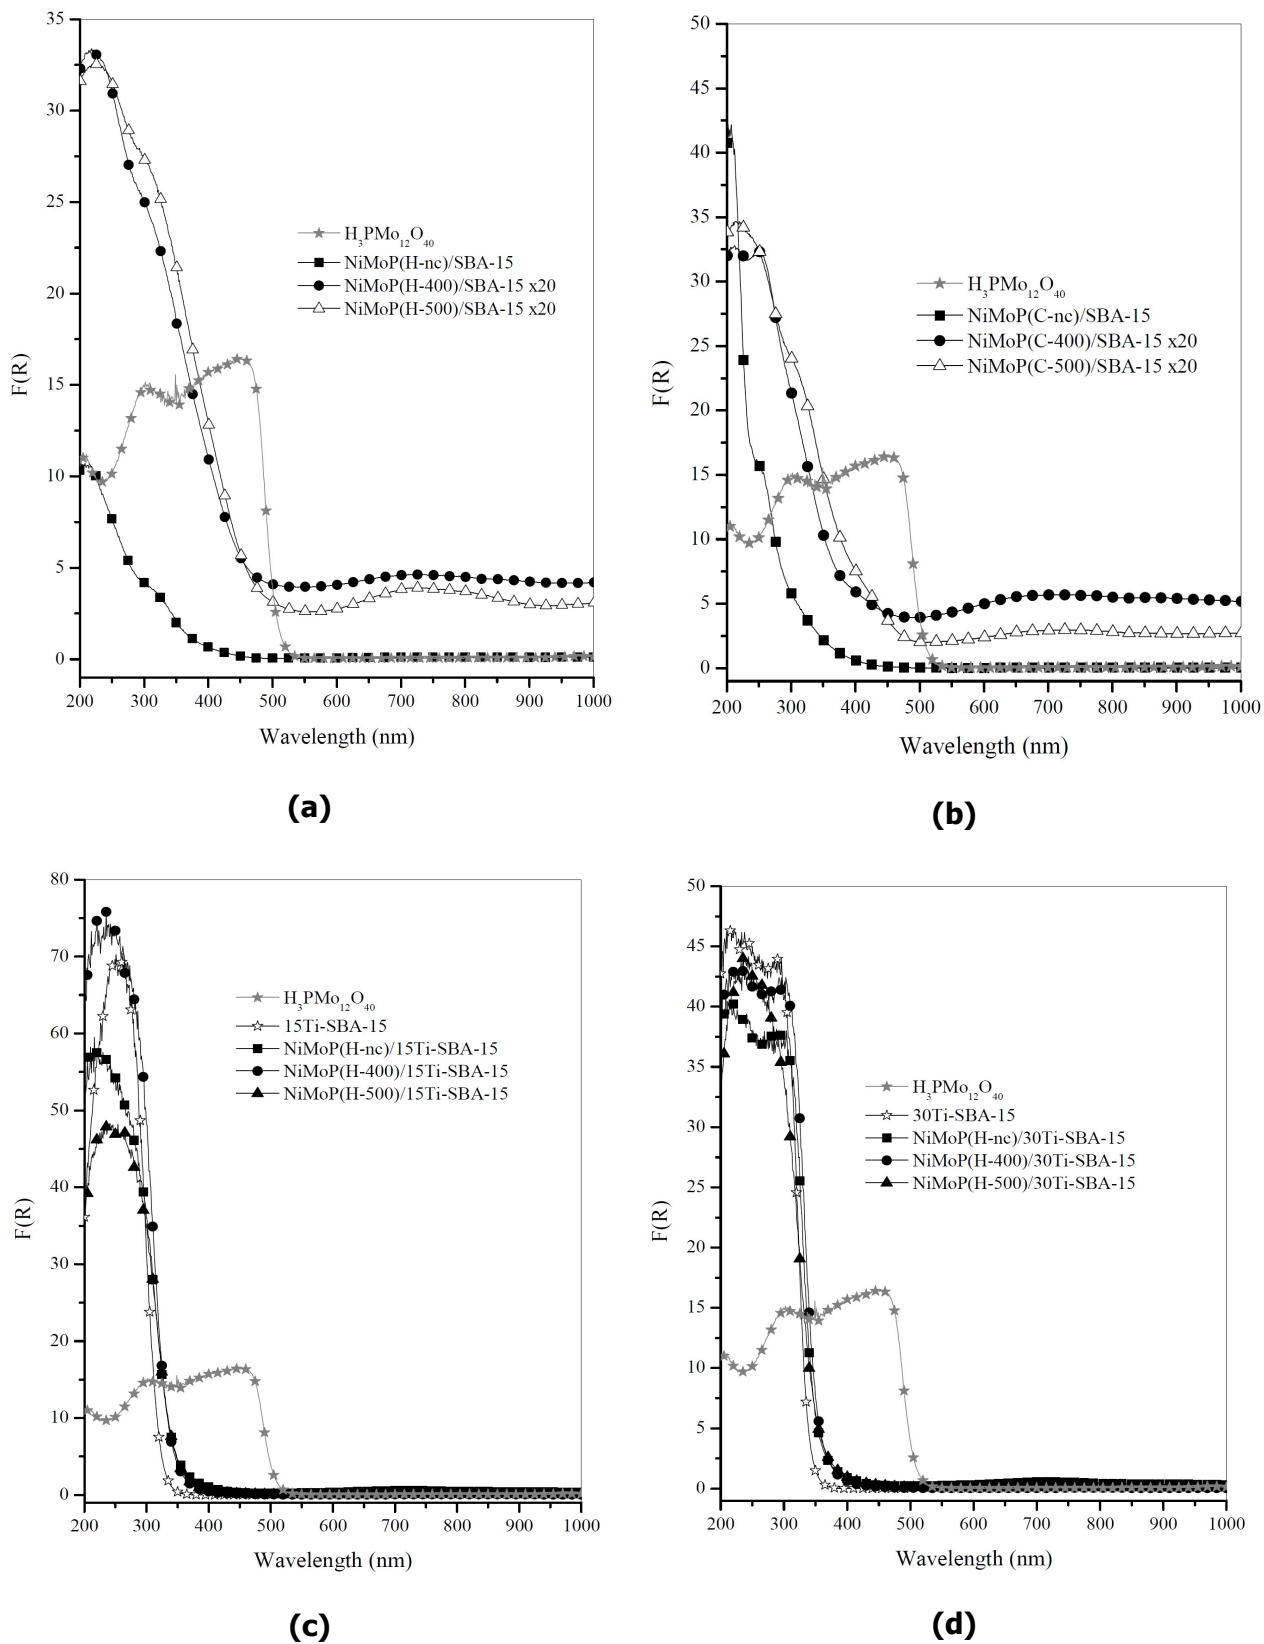 35
30
25
20
15
10
5
0
F(R)
H3PMo12O40
NiMoP(H-nc)/SBA-15
NiMoP(H-400)/SBA-15 x20
NiMoP(H-500)/SBA-15 x20
200 300 400 500 600 700 800 900 1000
Wavelength (nm)
(a)
50
45
40
35
30
25
20
15
10
5
0
F(R)
H3PMo12O40
NiMoP(C-nc)/SBA-15
NiMoP(C-400)/SBA-15 x20
NiMoP(C-500)/SBA-15 x20
200 300 400 500 600 700 800 900 1000
Wavelength (nm)
(b)
80
70
60
50
40
30
20
10
0
F(R)
H3PMo12O40
15Ti-SBA-15
NiMoP(H-nc)/15Ti-SBA-15
NiMoP(H-400)/15Ti-SBA-15
NiMoP(H-500)/15Ti-SBA-15
200 300 400 500 600 700 800 900 1000
Wavelength (nm)
(c)
50
45
40
35
30
25
20
15
10
5
0
F(R)
H3PMo12O40
30Ti-SBA-15
NiMoP(H-nc)/30Ti-SBA-15
NiMoP(H-400)/30Ti-SBA-15
NiMoP(H-500)/30Ti-SBA-15
200 300 400 500 600 700 800 900 1000
Wavelength (nm)
(d)